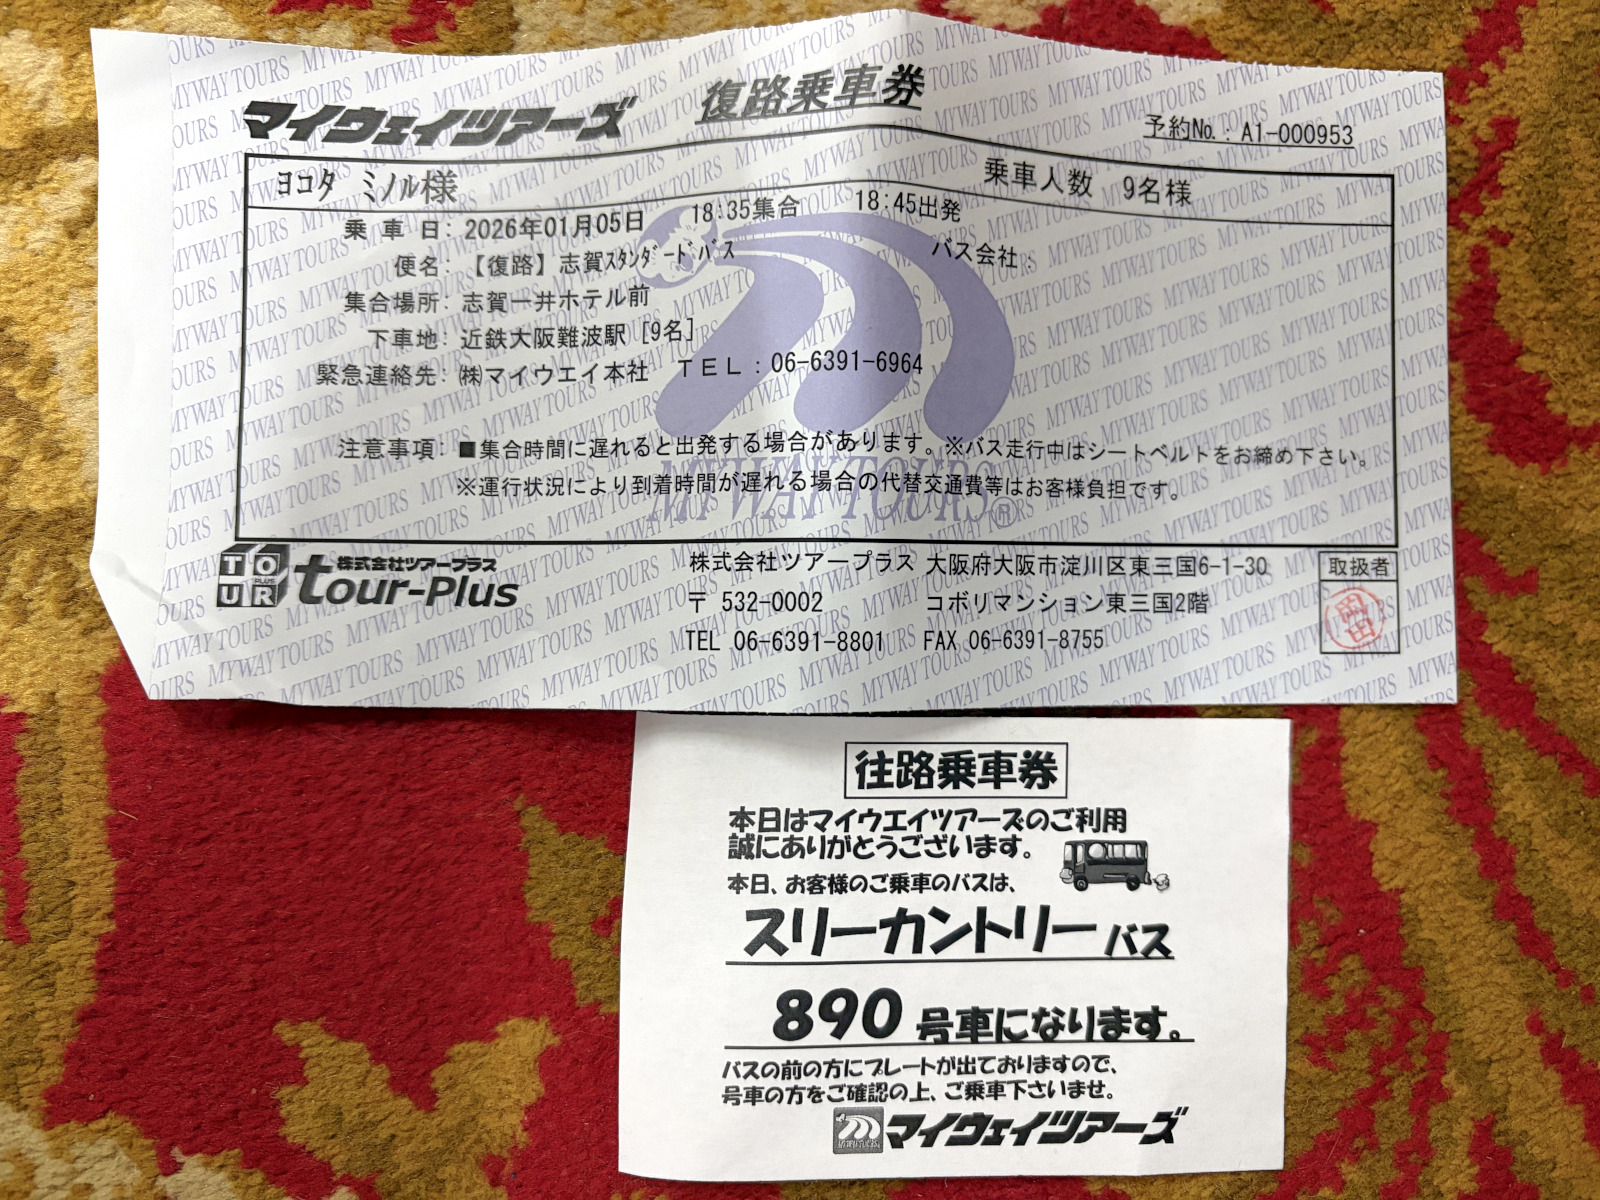 マイウェイツアーズ 復路乗車券
予約No.: A1-000953
ヨコタ ミノル様 乗車人数 9名様
乗車日: 2026年01月05日 18:35集合 18:45出発
便名: 【復路】志賀ｽﾀﾝﾀﾞｰﾄﾞﾊﾞｽ バス会社:
集合場所: 志賀一井ホテル前
下車地: 近鉄大阪難波駅 [9名]
緊急連絡先: ㈱マイウエイ本社 ＴＥＬ:06-6391-6964
注意事項: ■集合時間に遅れると出発する場合があります。※バス走行中はシートベルトをお締め下さい。
※運行状況により到着時間が遅れる場合の代替交通費等はお客様負担です。
MYWAY TOURS®
TOUR PLUS 株式会社ツアープラス
tour-Plus
株式会社ツアープラス 大阪府大阪市淀川区東三国6-1-30
〒 532-0002 コボリマンション東三国2階
TEL 06-6391-8801 FAX 06-6391-8755
取扱者
往路乗車券
本日はマイウエイツアーズのご利用
誠にありがとうございます。
本日、お客様のご乗車のバスは、
スリーカントリー バス
890 号車になります。
バスの前の方にプレートが出ておりますので、
号車の方をご確認の上、ご乗車下さいませ。
マイウェイツアーズ